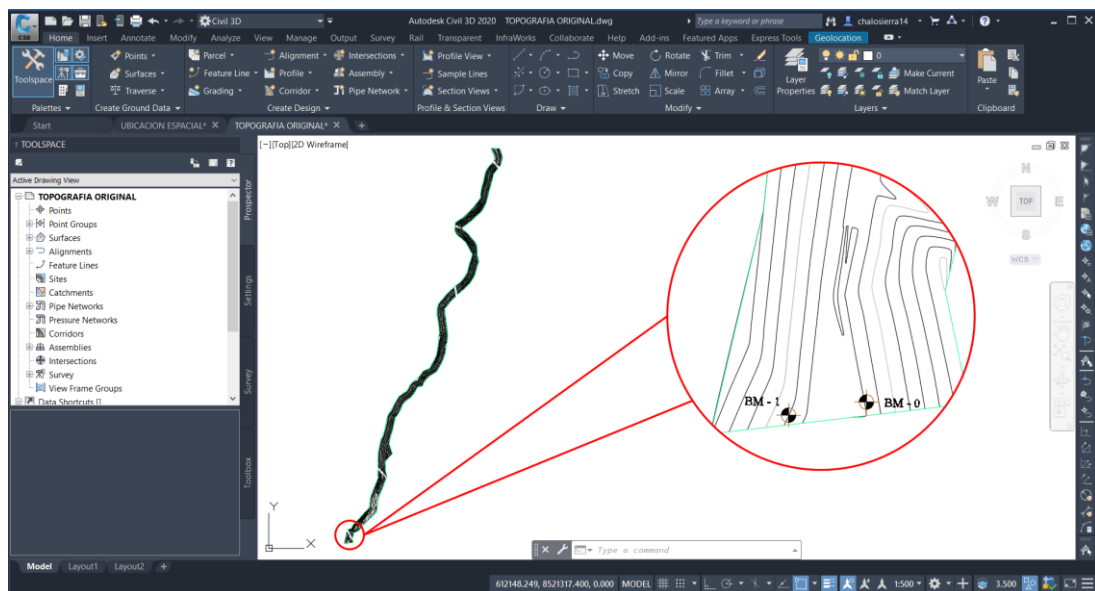 Civil 3D
Autodesk Civil 3D 2020 TOPOGRAFIA ORIGINAL.dwg
Type a keyword or phrase
chalosierra14
C3D
Home Insert Annotate Modify Analyze View Manage Output Survey Rail Transparent InfraWorks Collaborate Help Add-ins Featured Apps Express Tools Geolocation
Toolspace
Points
Surfaces
Traverse
Parcel
Feature Line
Grading
Alignment
Profile
Corridor
Intersections
Assembly
Pipe Network
Profile View
Sample Lines
Section Views
Move
Copy
Stretch
Rotate
Mirror
Scale
Trim
Fillet
Array
Layer
Properties
0
Make Current
Match Layer
Paste
Palettes
Create Ground Data
Create Design
Profile & Section Views
Draw
Modify
Layers
Clipboard
Start UBICACION ESPACIAL* TOPOGRAFIA ORIGINAL*
TOOLSPACE
Active Drawing View
TOPOGRAFIA ORIGINAL
Points
Point Groups
Surfaces
Alignments
Feature Lines
Sites
Catchments
Pipe Networks
Pressure Networks
Corridors
Assemblies
Intersections
Survey
View Frame Groups
Data Shortcuts []
Prospector
Settings
Survey
Toolbox
[-][Top][2D Wireframe]
BM - 1
BM - 0
N
W
TOP
E
S
WCS
Y
X
Type a command
Model Layout1 Layout2 +
612148.249, 8521317.400, 0.000 MODEL 1:500 3.500